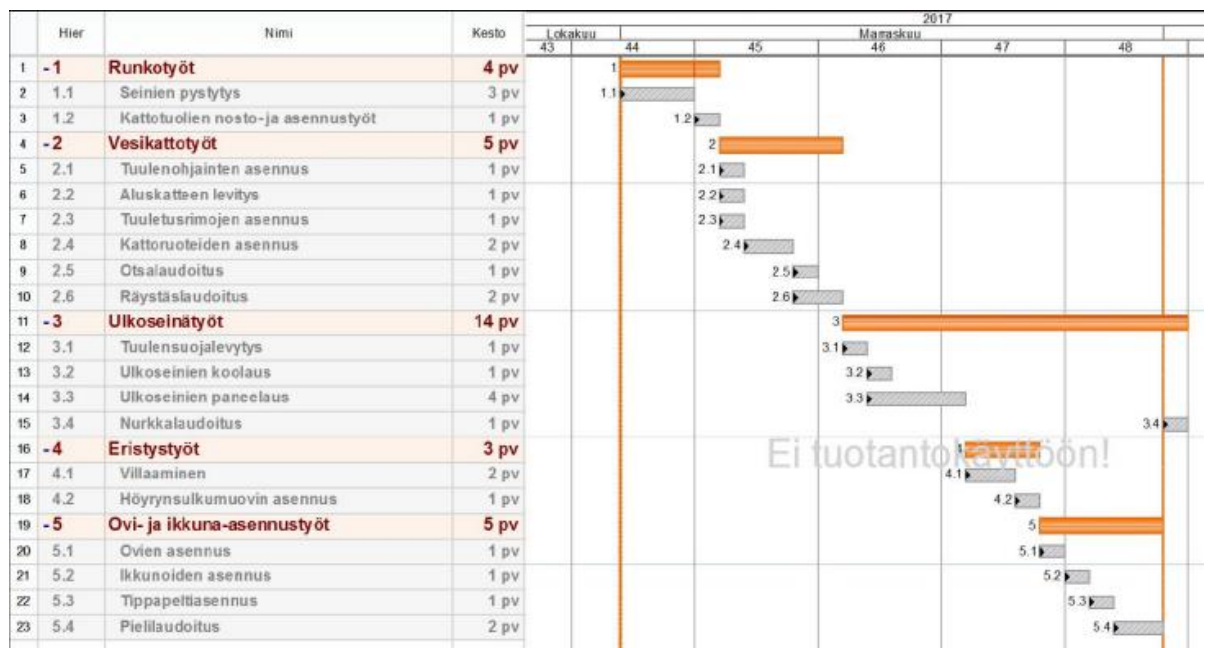 2017
Hier Nimi Kesto Lokakuu Marraskuu
43 44 45 46 47 48
1 -1 Runkotyöt 4 pv 1
2 1.1 Seinien pystytys 3 pv 1.1
3 1.2 Kattotuolien nosto-ja asennustyöt 1 pv 1.2
4 -2 Vesikattotyöt 5 pv 2
5 2.1 Tuulenohjainten asennus 1 pv 2.1
6 2.2 Aluskatteen levitys 1 pv 2.2
7 2.3 Tuuletusrimojen asennus 1 pv 2.3
8 2.4 Kattoruoteiden asennus 2 pv 2.4
9 2.5 Otsalaudoitus 1 pv 2.5
10 2.6 Räystäslaudoitus 2 pv 2.6
11 -3 Ulkoseinätyöt 14 pv 3
12 3.1 Tuulensuojalevytys 1 pv 3.1
13 3.2 Ulkoseinien koolaus 1 pv 3.2
14 3.3 Ulkoseinien paneelaus 4 pv 3.3
15 3.4 Nurkkalaudoitus 1 pv 3.4
16 -4 Eristystyöt 3 pv 4
Ei tuotantokäyttöön!
17 4.1 Villaaminen 2 pv 4.1
18 4.2 Höyrynsulkumuovin asennus 1 pv 4.2
19 -5 Ovi- ja ikkuna-asennustyöt 5 pv 5
20 5.1 Ovien asennus 1 pv 5.1
21 5.2 Ikkunoiden asennus 1 pv 5.2
22 5.3 Tippapeltiasennus 1 pv 5.3
23 5.4 Pielilaudoitus 2 pv 5.4